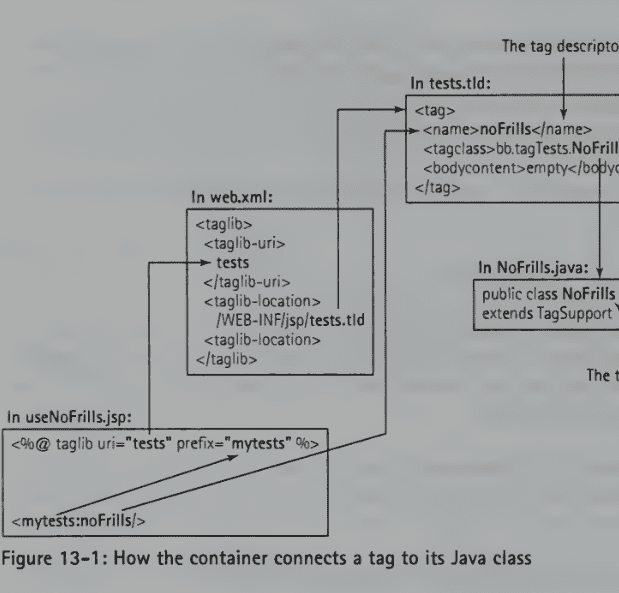 The tag descripto
In tests.tld:
<tag>
<name>noFrills</name>
<tagclass>bb.tagTests.NoFrill
<bodycontent>empty</bodyc
</tag>
In web.xml:
<taglib>
<taglib-uri>
tests
</taglib-uri>
<taglib-location>
/WEB-INF/jsp/tests.tld
<taglib-location>
</taglib>
In NoFrills.java:
public class NoFrills
extends TagSupport
The t
In useNoFrills.jsp:
<%@ taglib uri="tests" prefix="mytests" %>
<mytests:noFrills/>
Figure 13-1: How the container connects a tag to its Java class